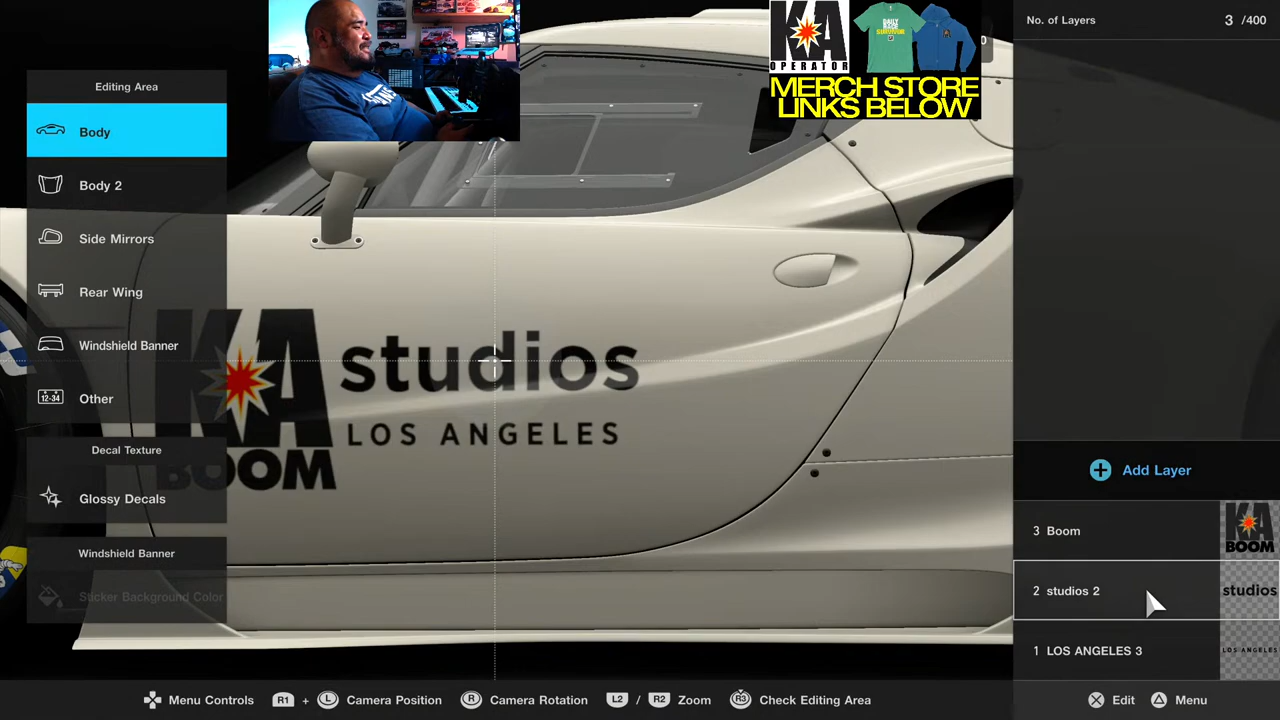 No. of Layers 3 /400
KA
OPERATOR
DAILY
RACE
SURVIVOR
MERCH STORE
LINKS BELOW
Editing Area
Body
Body 2
Side Mirrors
Rear Wing
Windshield Banner
12-34 Other
Decal Texture
Glossy Decals
Windshield Banner
Sticker Background Color
KA
BOOM
studios
LOS ANGELES
Add Layer
3 Boom
KA
BOOM
2 studios 2
studios
1 LOS ANGELES 3
LOS ANGELES
Menu Controls R1 + L Camera Position R Camera Rotation L2 / R2 Zoom R3 Check Editing Area Edit Menu